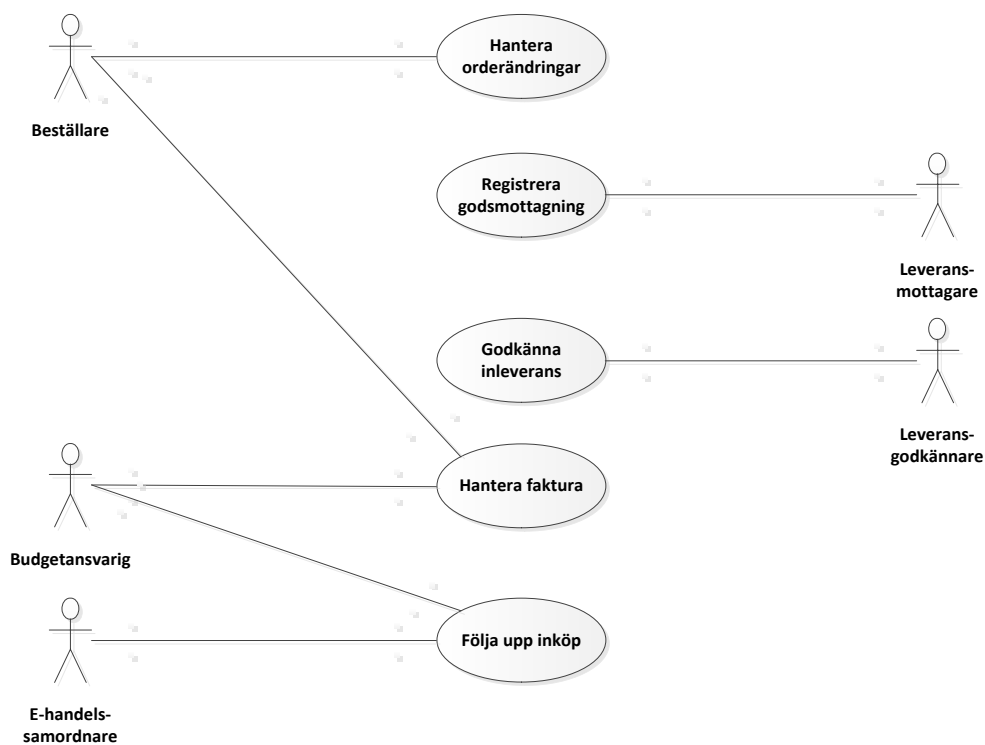 Hantera
orderändringar
Beställare
Registrera
godsmottagning
Leverans-
mottagare
Godkänna
inleverans
Leverans-
godkännare
Hantera faktura
Budgetansvarig
Följa upp inköp
E-handels-
samordnare